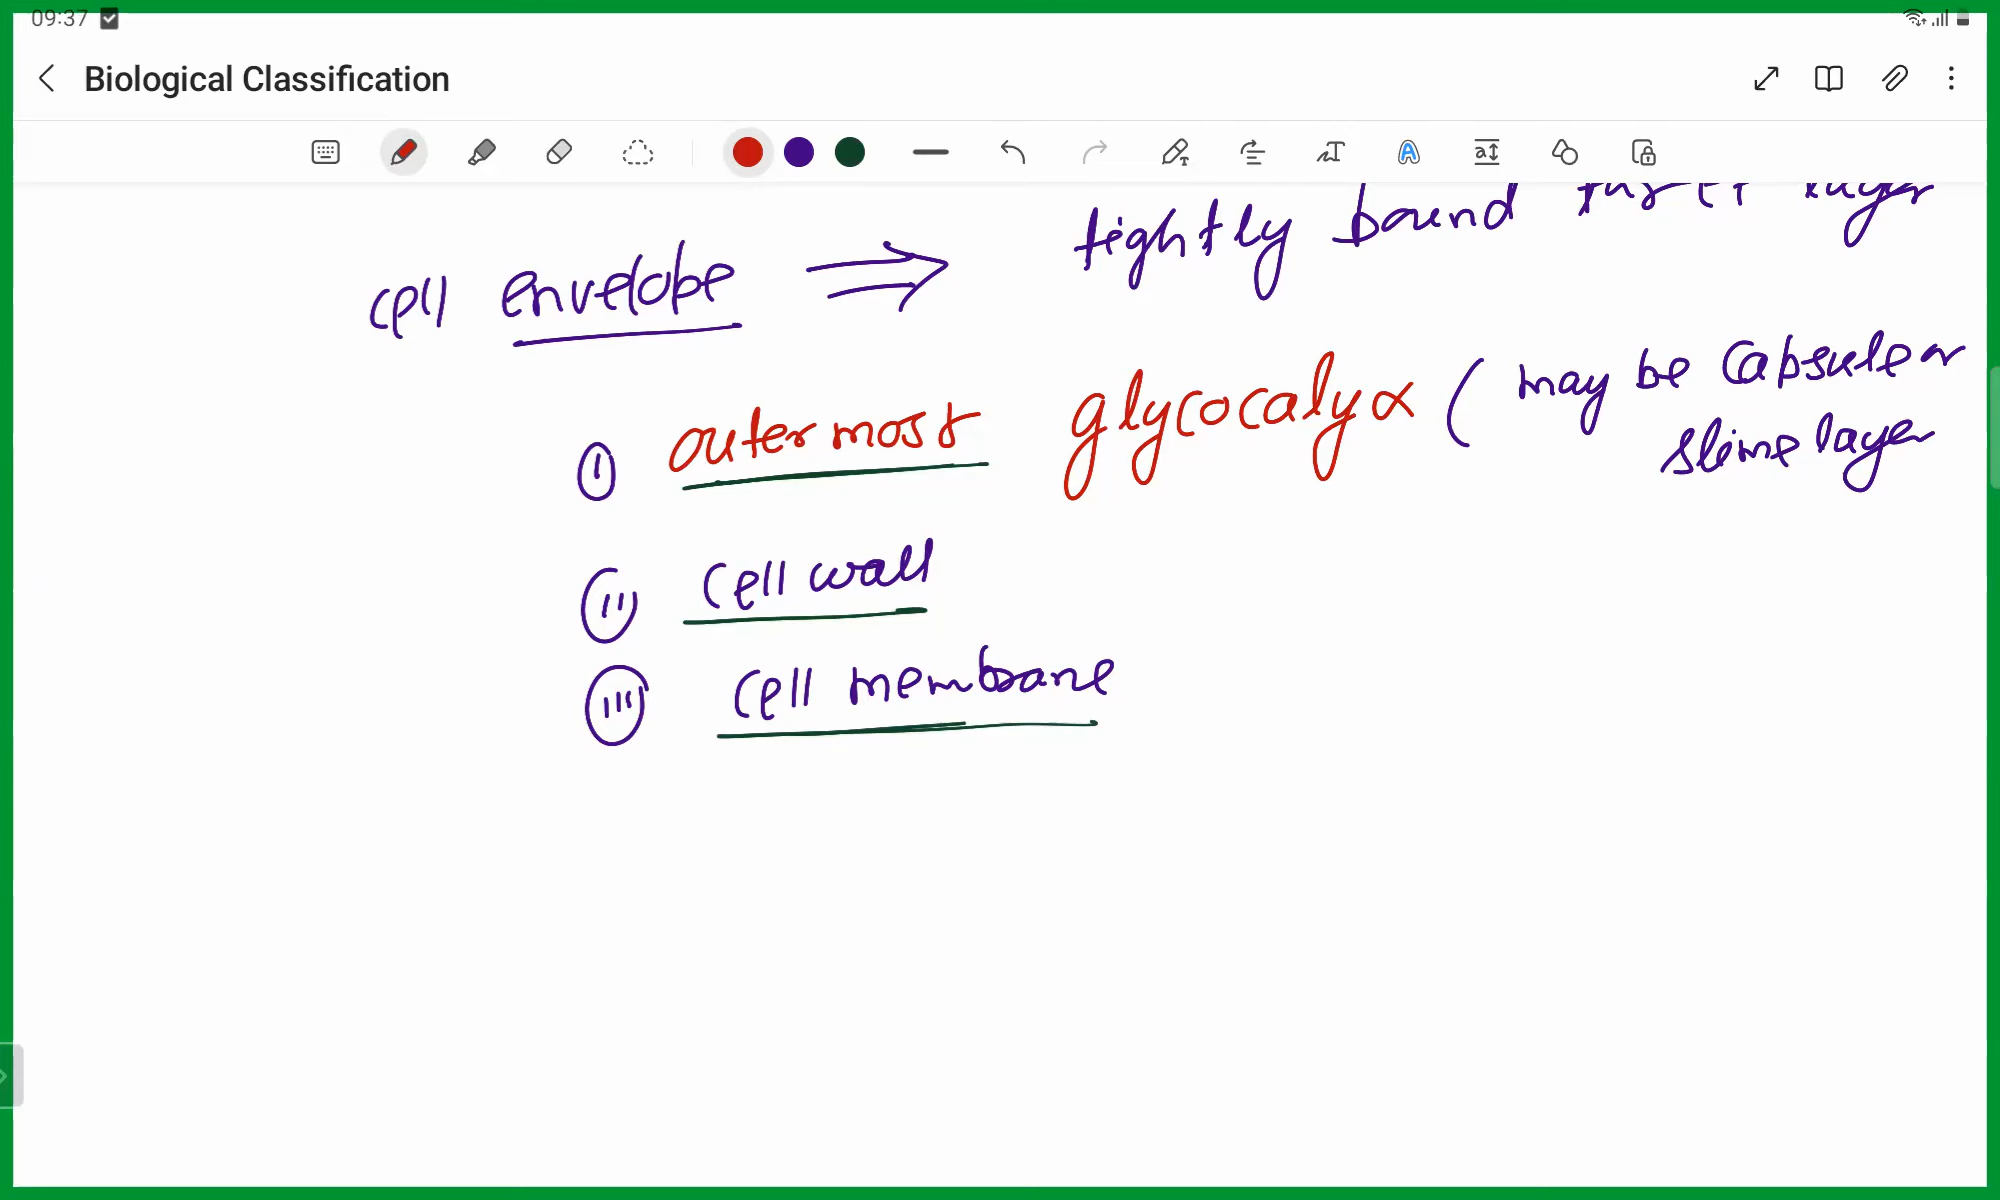 09:37
Biological Classification
cell envelope ⇒ tightly bound layer
(i) outermost glycocalyx ( may be capsule or
slime layer
(ii) cell wall
(iii) cell membrane